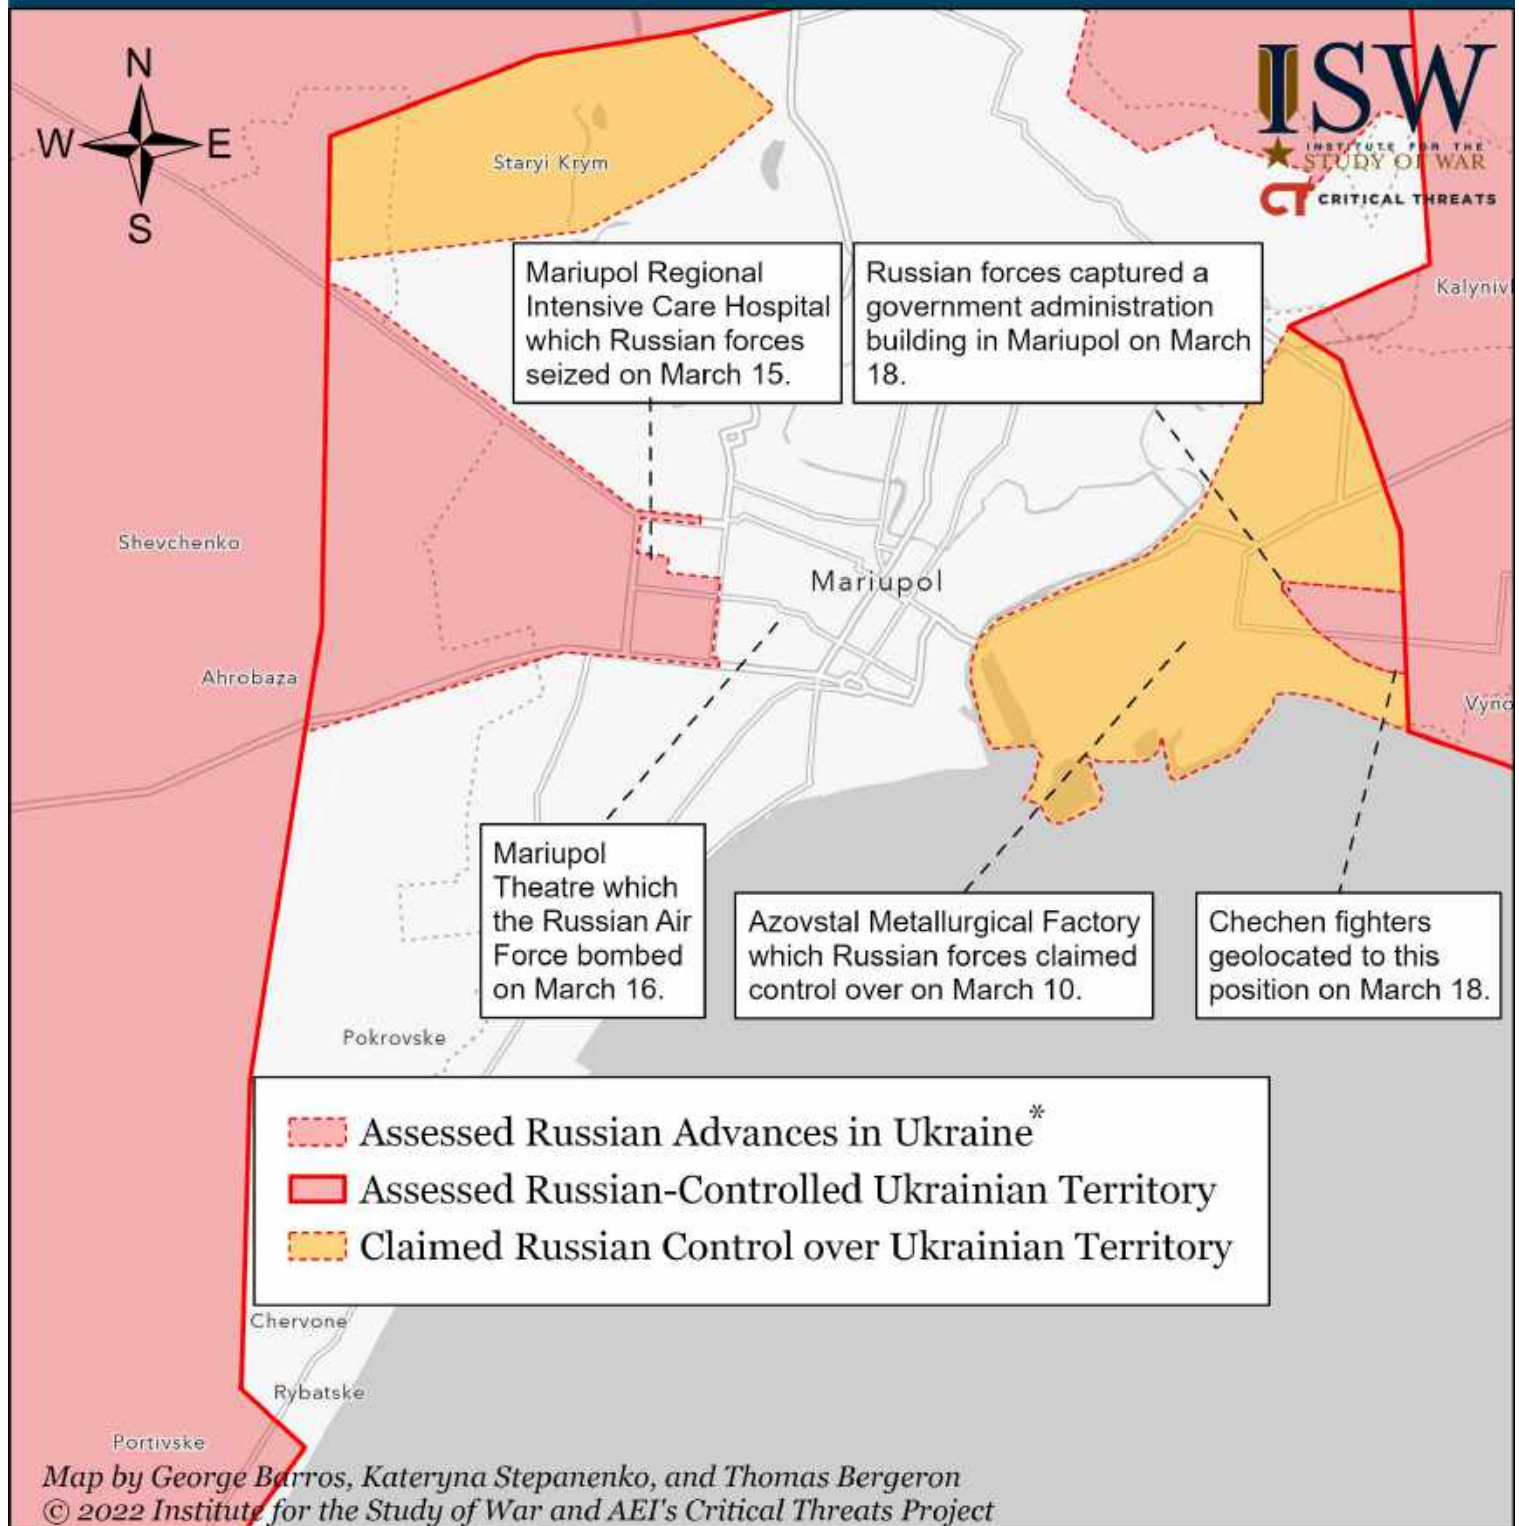 N
W E
S
ISW
INSTITUTE FOR THE
STUDY OF WAR
CT CRITICAL THREATS
Staryi Krym
Mariupol Regional
Intensive Care Hospital
which Russian forces
seized on March 15.
Russian forces captured a
government administration
building in Mariupol on March
18.
Shevchenko
Mariupol
Ahrobaza
Mariupol
Theatre which
the Russian Air
Force bombed
on March 16.
Azovstal Metallurgical Factory
which Russian forces claimed
control over on March 10.
Chechen fighters
geolocated to this
position on March 18.
Pokrovske
Assessed Russian Advances in Ukraine*
Assessed Russian-Controlled Ukrainian Territory
Claimed Russian Control over Ukrainian Territory
Chervone
Rybatske
Portivske
Map by George Barros, Kateryna Stepanenko, and Thomas Bergeron
© 2022 Institute for the Study of War and AEI's Critical Threats Project